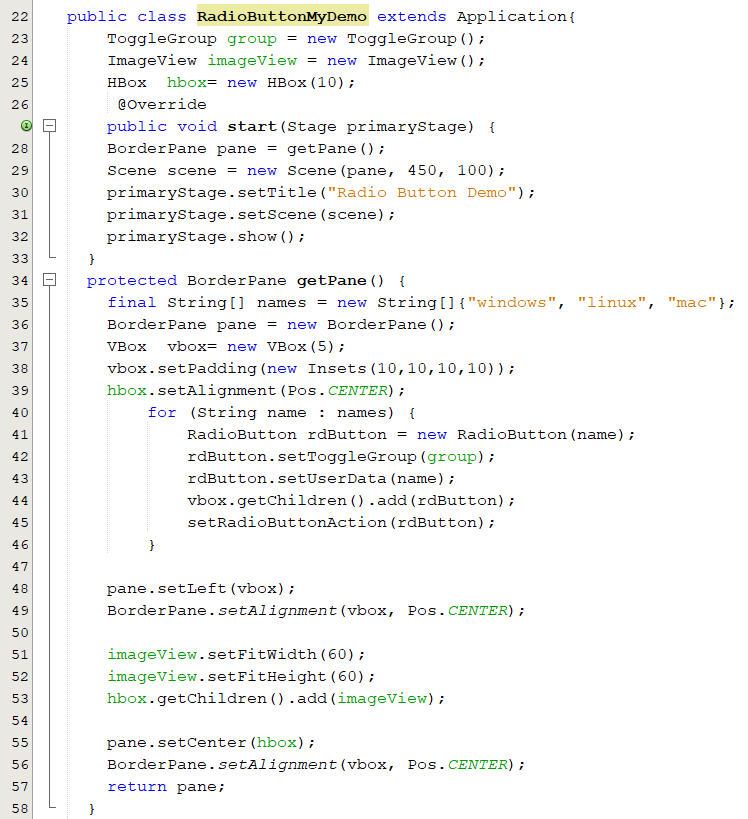 22 public class RadioButtonMyDemo extends Application{
23 ToggleGroup group = new ToggleGroup();
24 ImageView imageView = new ImageView();
25 HBox  hbox= new HBox(10);
26 @Override
public void start(Stage primaryStage) {
28 BorderPane pane = getPane();
29 Scene scene = new Scene(pane, 450, 100);
30 primaryStage.setTitle("Radio Button Demo");
31 primaryStage.setScene(scene);
32 primaryStage.show();
33 }
34 protected BorderPane getPane() {
35 final String[] names = new String[]{"windows", "linux", "mac"};
36 BorderPane pane = new BorderPane();
37 VBox  vbox= new VBox(5);
38 vbox.setPadding(new Insets(10,10,10,10));
39 hbox.setAlignment(Pos.CENTER);
40 for (String name : names) {
41 RadioButton rdButton = new RadioButton(name);
42 rdButton.setToggleGroup(group);
43 rdButton.setUserData(name);
44 vbox.getChildren().add(rdButton);
45 setRadioButtonAction(rdButton);
46 }
47
48 pane.setLeft(vbox);
49 BorderPane.setAlignment(vbox, Pos.CENTER);
50
51 imageView.setFitWidth(60);
52 imageView.setFitHeight(60);
53 hbox.getChildren().add(imageView);
54
55 pane.setCenter(hbox);
56 BorderPane.setAlignment(vbox, Pos.CENTER);
57 return pane;
58 }